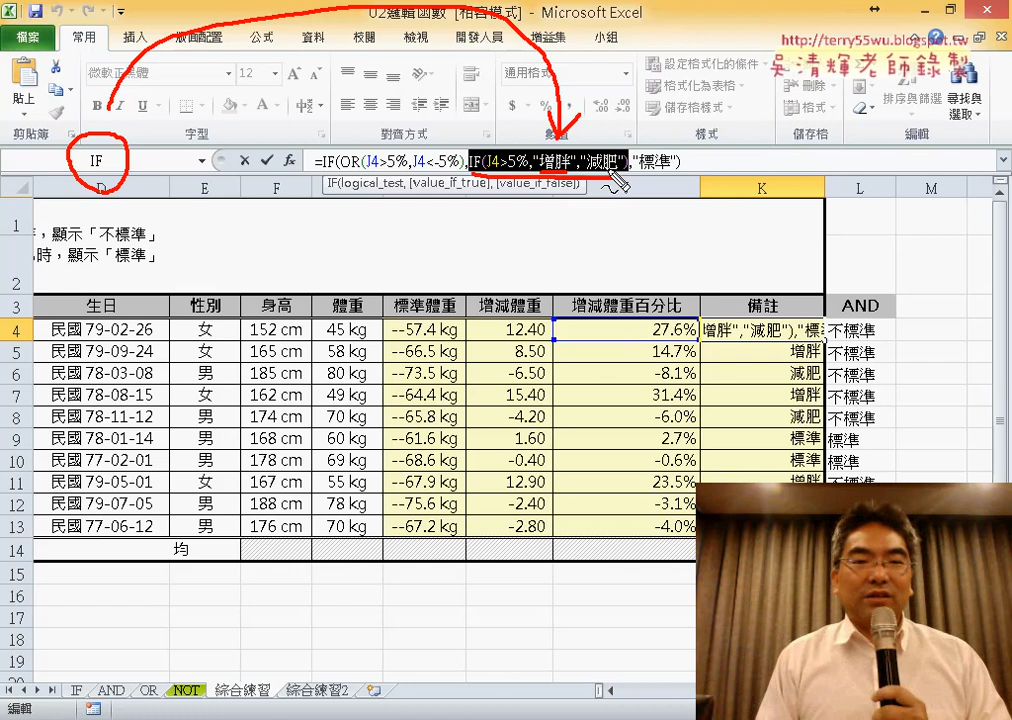 U2邏輯函數 [相容模式] - Microsoft Excel
http://terry55wu.blogspot.tw
吳清輝老師錄製
檔案 常用 插入 版面配置 公式 資料 校閱 檢視 開發人員 增益集 小組
貼上 微軟正黑體 12 通用格式 設定格式化的條件 刪除 排序與篩選 尋找與選取
格式化為表格 格式
儲存格樣式
剪貼簿 字型 對齊方式 數值 樣式 儲存格 編輯
IF =IF(OR(J4>5%,J4<-5%),IF(J4>5%,"增胖","減肥"),"標準")
IF(logical_test, [value_if_true], [value_if_false])
D E F K L M
1 ,顯示「不標準」
2 時,顯示「標準」
3 生日 性別 身高 體重 標準體重 增減體重 增減體重百分比 備註 AND
4 民國 79-02-26 女 152 cm 45 kg --57.4 kg 12.40 27.6% 增胖","減肥"),"標 不標準
5 民國 79-09-24 女 165 cm 58 kg --66.5 kg 8.50 14.7% 增胖 不標準
6 民國 78-03-08 男 185 cm 80 kg --73.5 kg -6.50 -8.1% 減肥 不標準
7 民國 78-08-15 女 162 cm 49 kg --64.4 kg 15.40 31.4% 增胖 不標準
8 民國 78-11-12 男 174 cm 70 kg --65.8 kg -4.20 -6.0% 減肥 不標準
9 民國 78-01-14 男 168 cm 60 kg --61.6 kg 1.60 2.7% 標準 標準
10 民國 77-02-01 男 178 cm 69 kg --68.6 kg -0.40 -0.6% 標準 標準
11 民國 79-05-01 女 167 cm 55 kg --67.9 kg 12.90 23.5% 增胖 不標準
12 民國 79-07-05 男 188 cm 78 kg --75.6 kg -2.40 -3.1%
13 民國 77-06-12 男 176 cm 70 kg --67.2 kg -2.80 -4.0%
14 均
15
16
17
18
19
IF AND OR NOT 綜合練習 綜合練習2
編輯